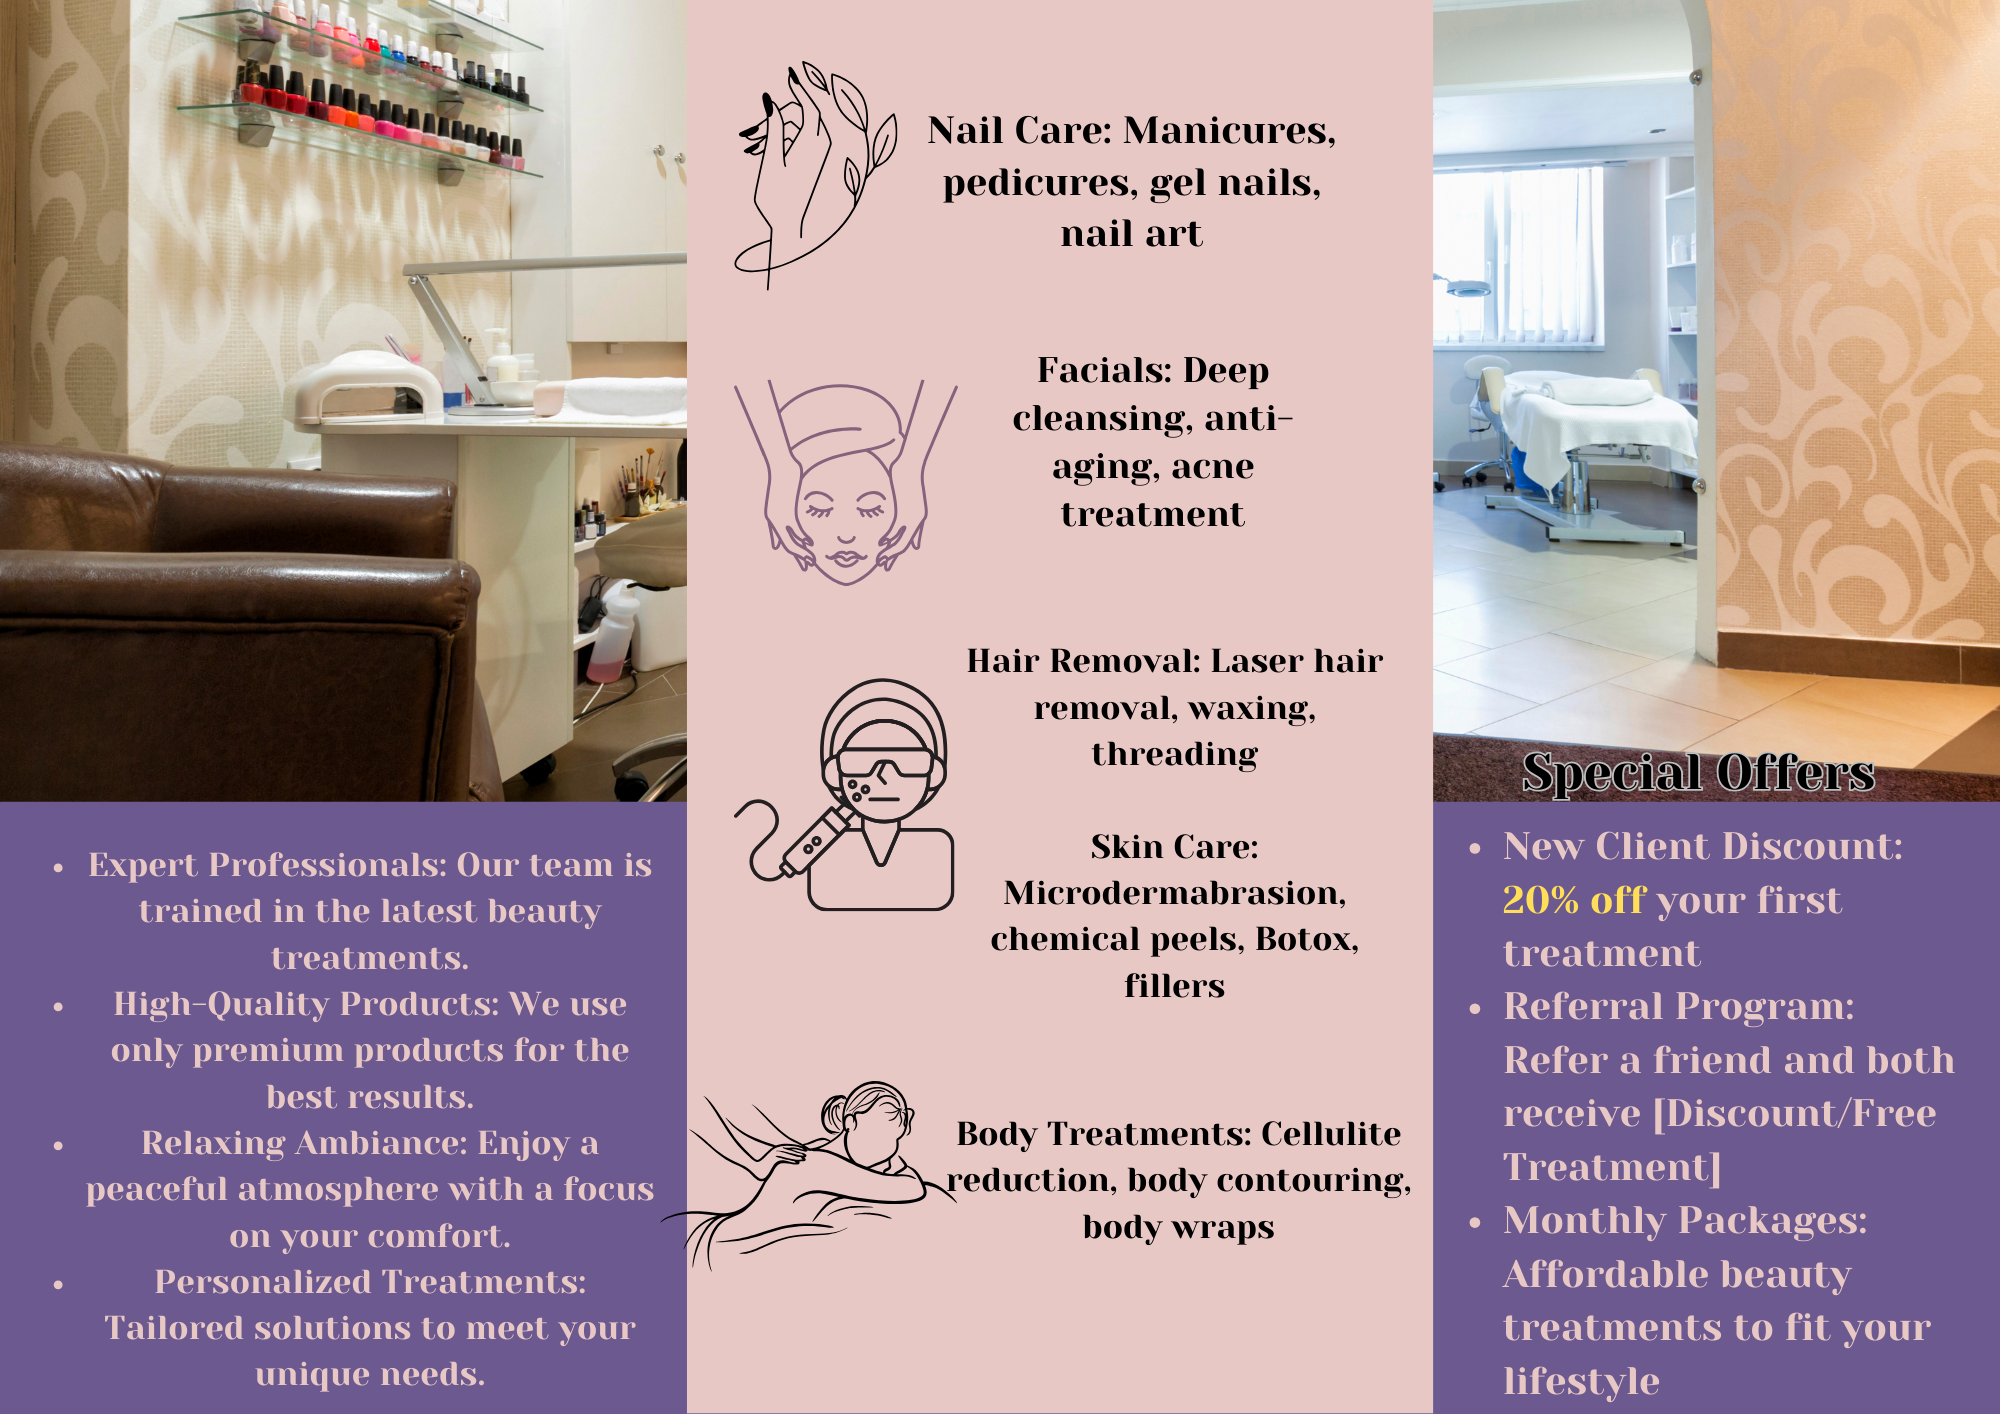 • Expert Professionals: Our team is
trained in the latest beauty
treatments.
• High-Quality Products: We use
only premium products for the
best results.
• Relaxing Ambiance: Enjoy a
peaceful atmosphere with a focus
on your comfort.
• Personalized Treatments:
Tailored solutions to meet your
unique needs.
Nail Care: Manicures,
pedicures, gel nails,
nail art
Facials: Deep
cleansing, anti-
aging, acne
treatment
Hair Removal: Laser hair
removal, waxing,
threading
Skin Care:
Microdermabrasion,
chemical peels, Botox,
fillers
Body Treatments: Cellulite
reduction, body contouring,
body wraps
Special Offers
• New Client Discount:
20% off your first
treatment
• Referral Program:
Refer a friend and both
receive [Discount/Free
Treatment]
• Monthly Packages:
Affordable beauty
treatments to fit your
lifestyle